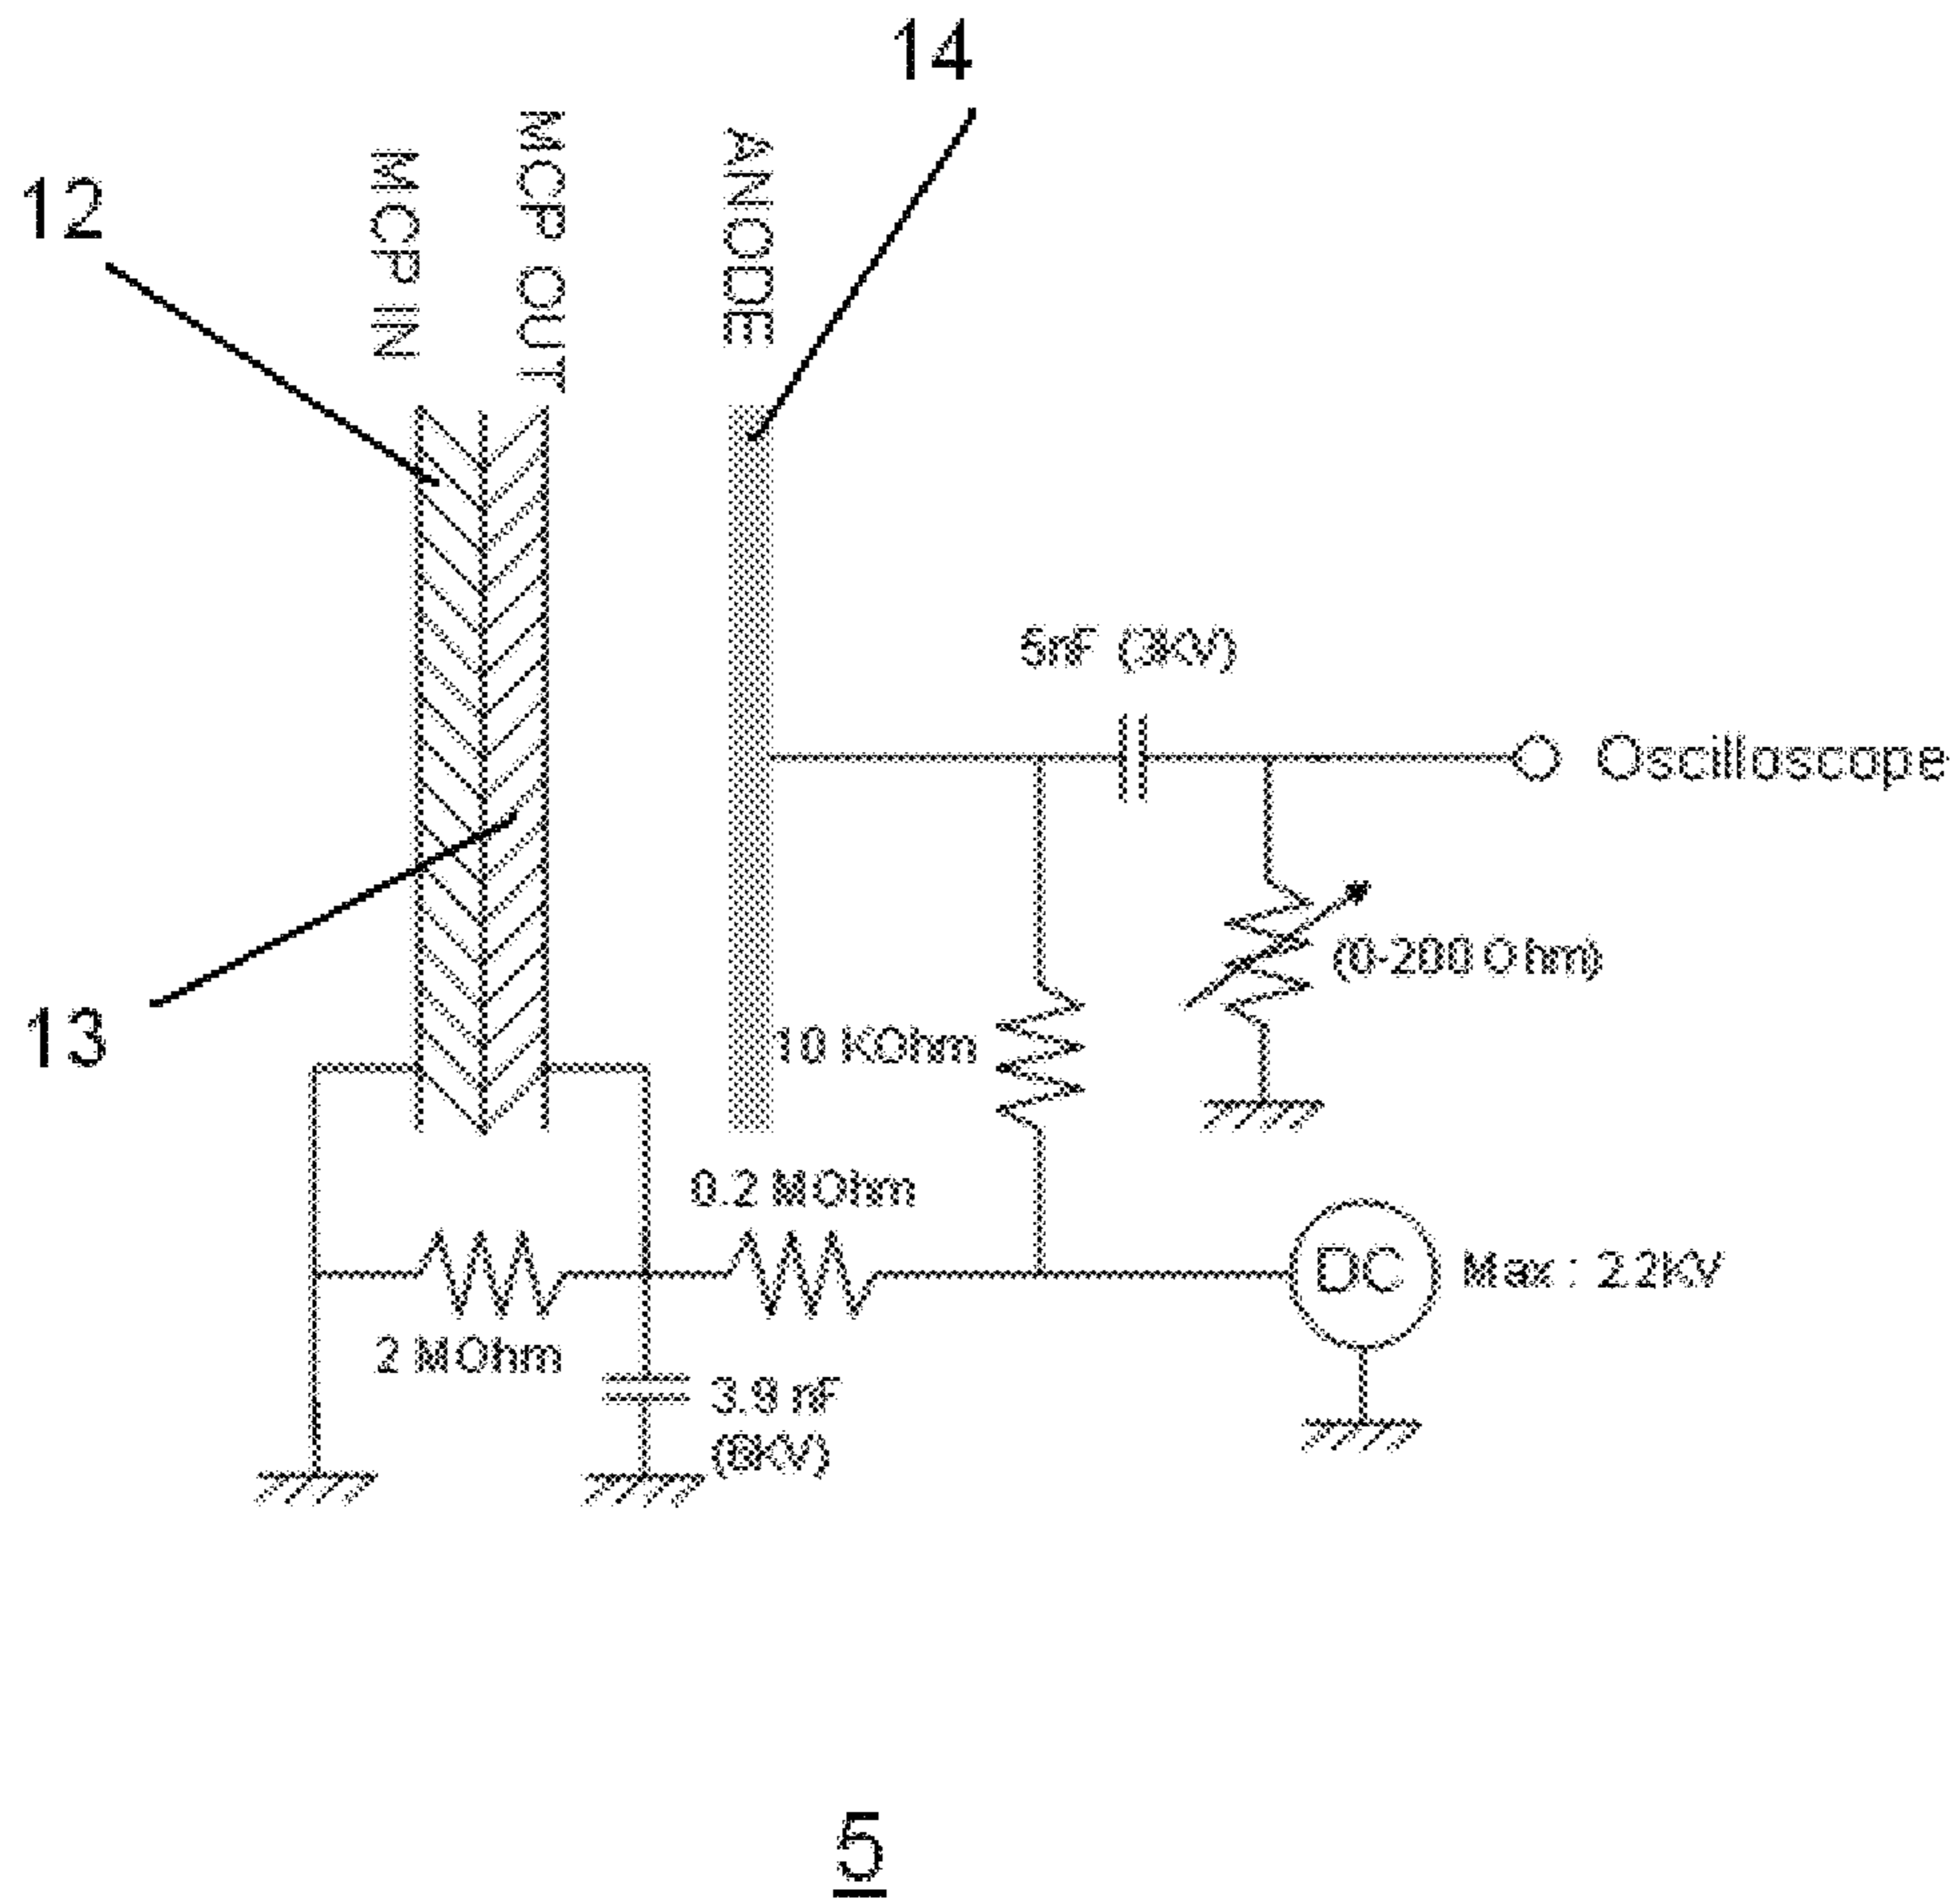 14
12
MCP IN
MCP OUT
ANODE
5nF (3KV)
Oscilloscope
(0-200 Ohm)
13
10 KOhm
0.2 MOhm
DC
Max : 2.2KV
2 MOhm
3.9 nF
5